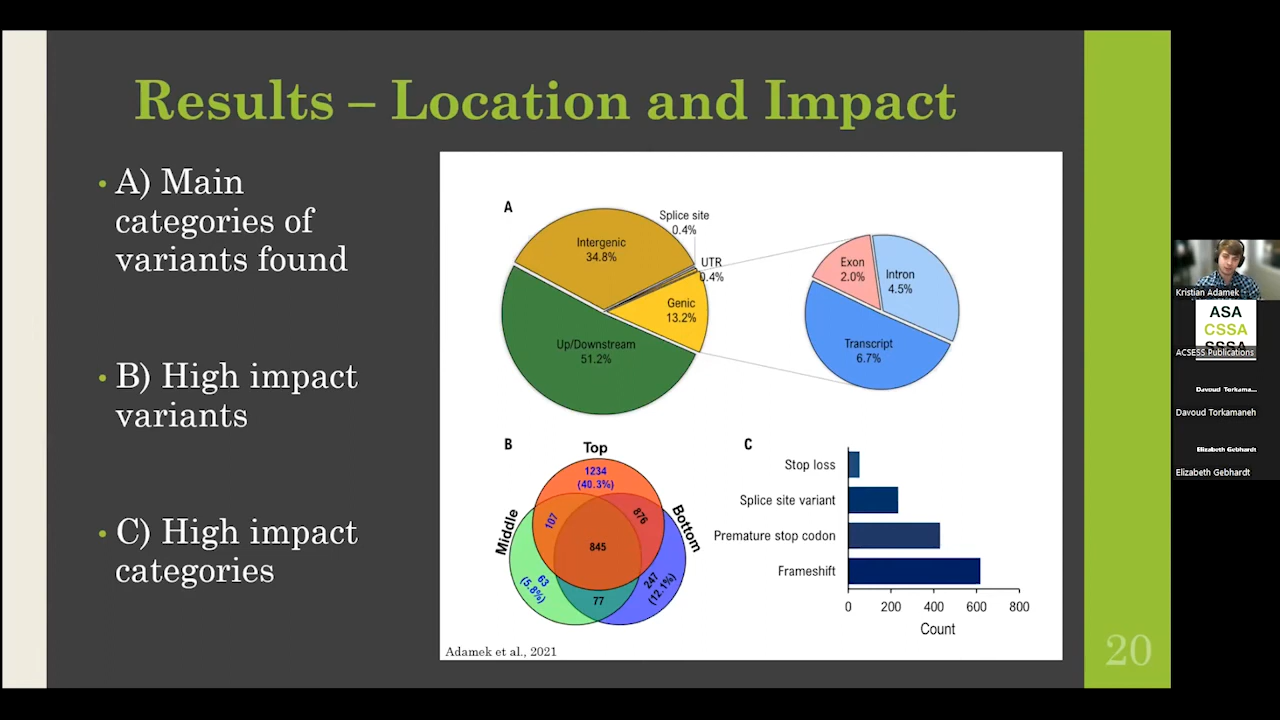 Results – Location and Impact
• A) Main
categories of
variants found
• B) High impact
variants
• C) High impact
categories
A
Splice site
0.4%
Intergenic
34.8%
UTR
0.4%
Genic
13.2%
Up/Downstream
51.2%
Exon
2.0%
Intron
4.5%
Transcript
6.7%
B
Top
1234
(40.3%)
Middle
107
876
Bottom
845
63
(5.8%)
247
(12.1%)
77
C
Stop loss
Splice site variant
Premature stop codon
Frameshift
0 200 400 600 800
Count
Adamek et al., 2021
20
Kristian Adamek
ASA
CSSA
SSSA
ACSESS Publications
Davoud Torkama...
Davoud Torkamaneh
Elizabeth Gebhardt
Elizabeth Gebhardt